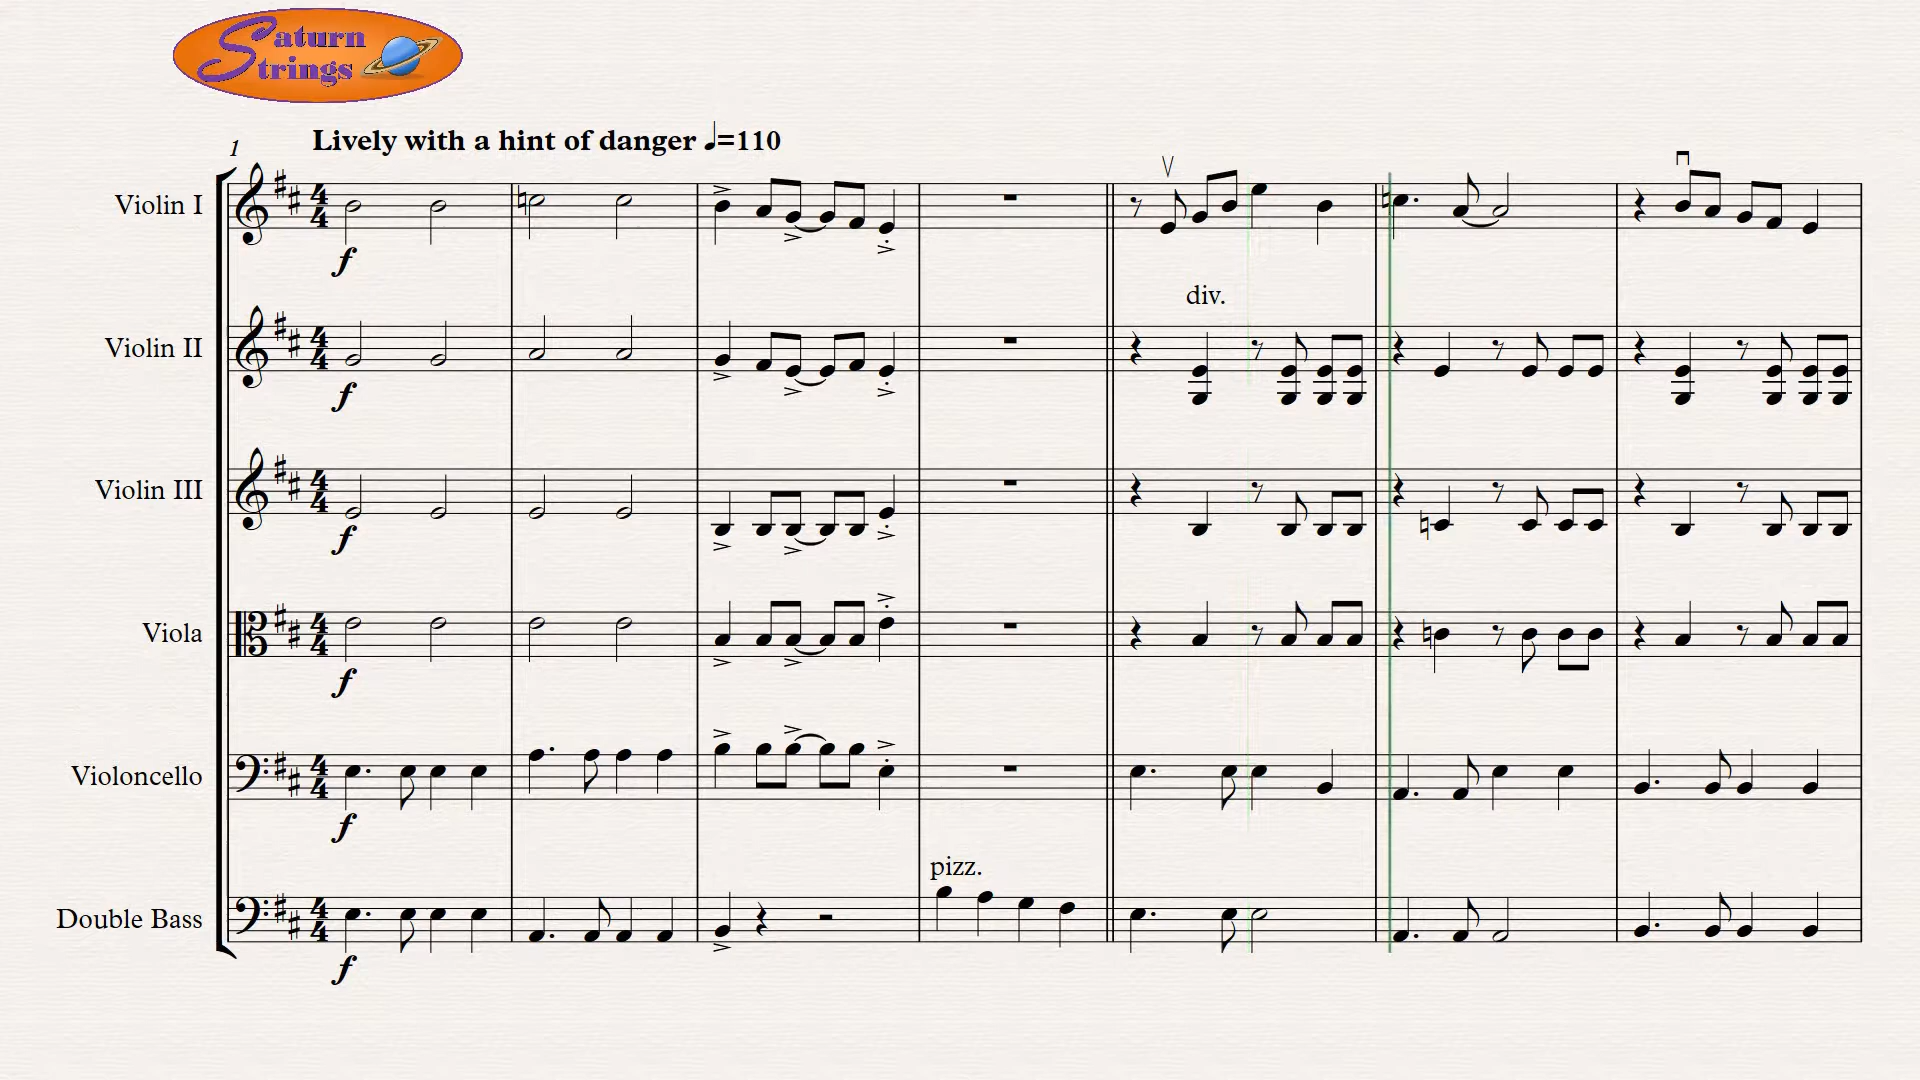 Saturn
Strings
Lively with a hint of danger ♩=110
1
Violin I
f
div.
Violin II
f
Violin III
f
Viola
f
Violoncello
f
pizz.
Double Bass
f